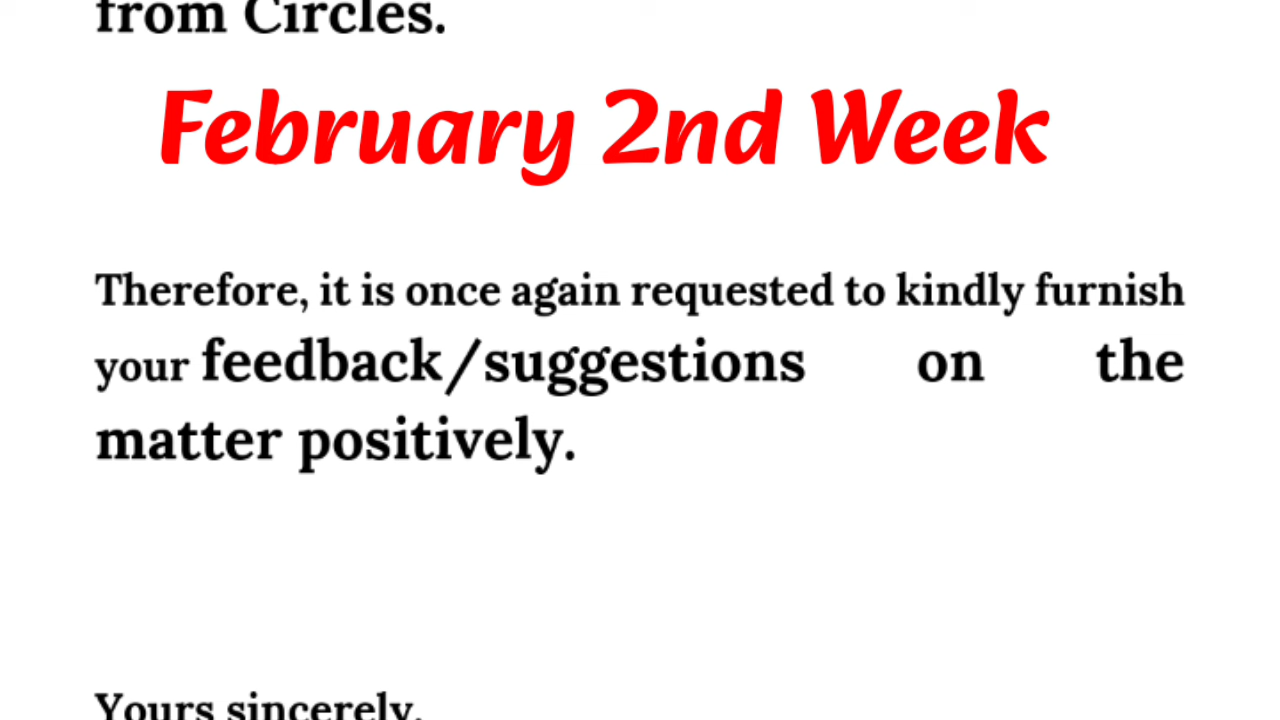 from Circles.
February 2nd Week
Therefore, it is once again requested to kindly furnish
your feedback/suggestions on the
matter positively.
Yours sincerely,